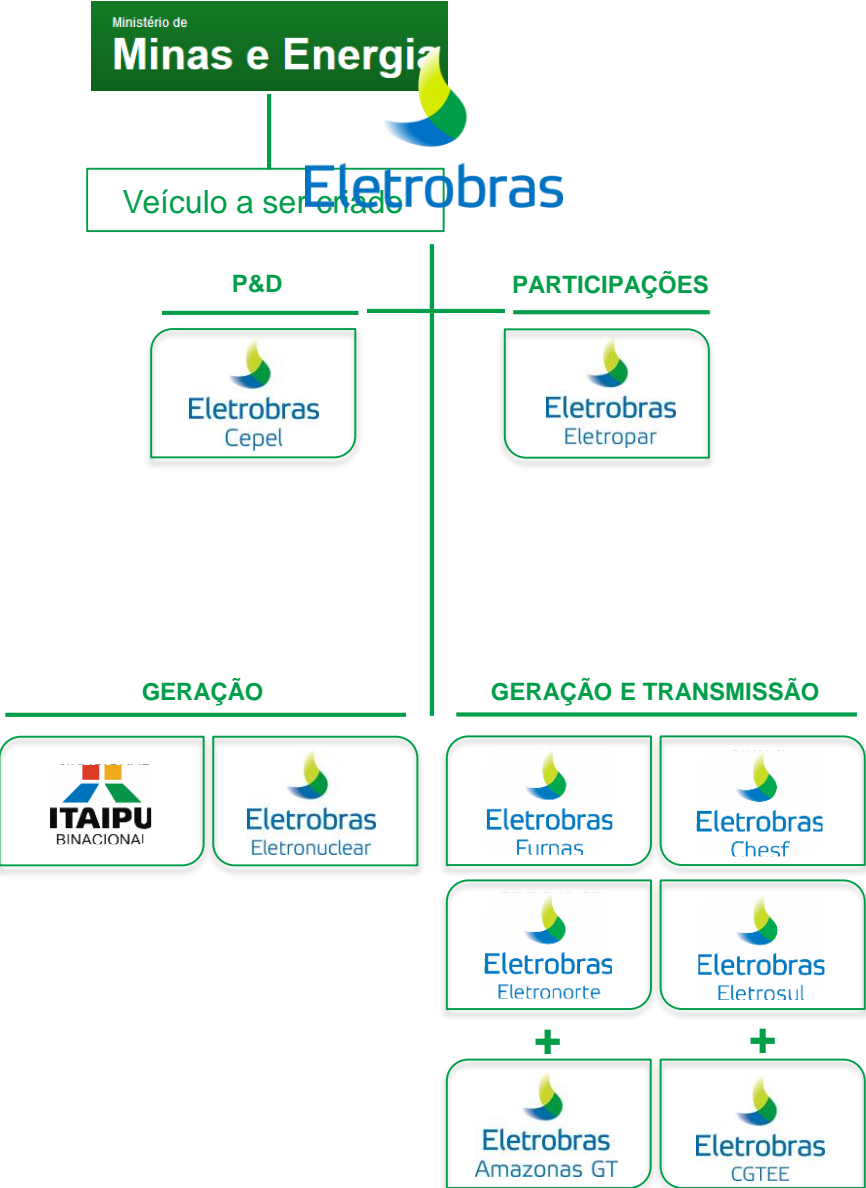 Ministério de
Minas e Energia
Eletrobras
Veículo a ser criado
P&D
PARTICIPAÇÕES
Eletrobras
Cepel
Eletrobras
Eletropar
GERAÇÃO
GERAÇÃO E TRANSMISSÃO
ITAIPU
BINACIONAL
Eletrobras
Eletronuclear
Eletrobras
Furnas
Eletrobras
Chesf
Eletrobras
Eletronorte
Eletrobras
Eletrosul
+
+
Eletrobras
Amazonas GT
Eletrobras
CGTEE